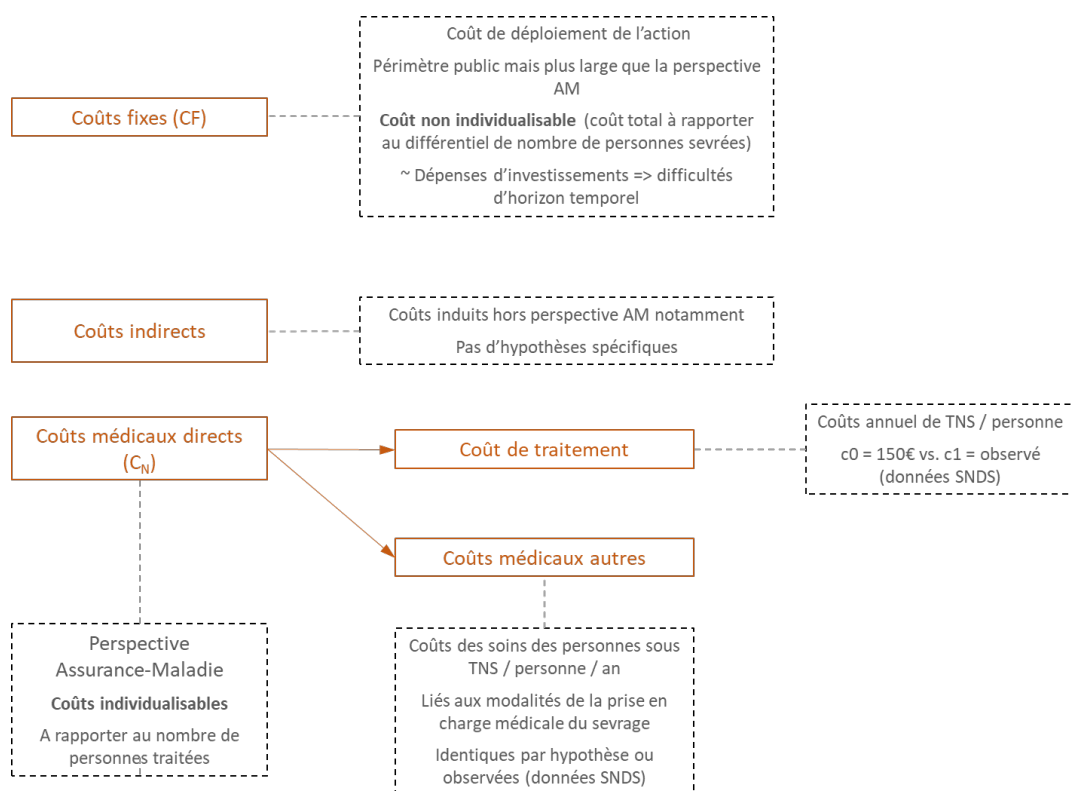 Coût de déploiement de l'action
Périmètre public mais plus large que la perspective
AM
Coûts fixes (CF)
Coût non individualisable (coût total à rapporter
au différentiel de nombre de personnes sevrées)
~ Dépenses d'investissements => difficultés
d'horizon temporel
Coûts indirects
Coûts induits hors perspective AM notamment
Pas d'hypothèses spécifiques
Coûts médicaux directs
(CN)
Coût de traitement
Coûts annuel de TNS / personne
c0 = 150€ vs. c1 = observé
(données SNDS)
Coûts médicaux autres
Perspective
Assurance-Maladie
Coûts individualisables
A rapporter au nombre de
personnes traitées
Coûts des soins des personnes sous
TNS / personne / an
Liés aux modalités de la prise en
charge médicale du sevrage
Identiques par hypothèse ou
observées (données SNDS)